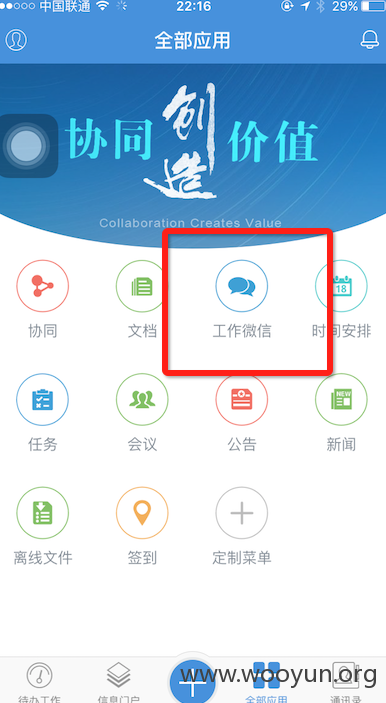 中国联通 22:16 29%
全部应用
协同 创造 价值
Collaboration Creates Value
协同 文档 工作微信 时间安排
18
任务 会议 公告 新闻
NEW
离线文件 签到 定制菜单
www.wooyun.org
待办工作 信息门户 全部应用 通讯录